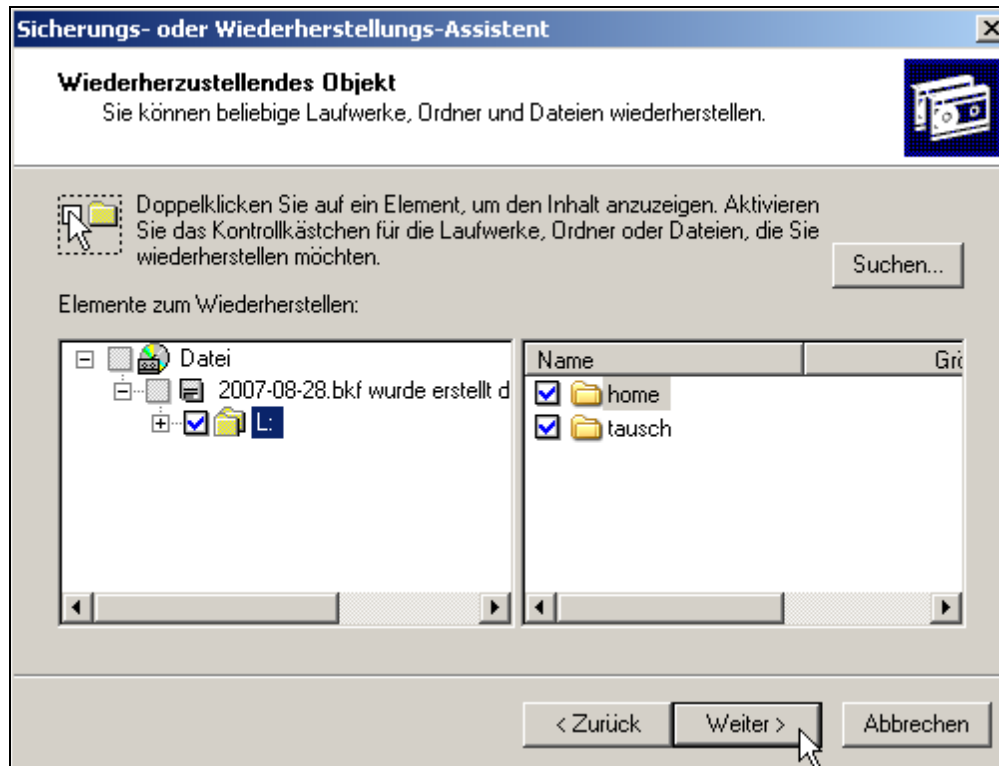 Sicherungs- oder Wiederherstellungs-Assistent
Wiederherzustellendes Objekt
Sie können beliebige Laufwerke, Ordner und Dateien wiederherstellen.
Doppelklicken Sie auf ein Element, um den Inhalt anzuzeigen. Aktivieren
Sie das Kontrollkästchen für die Laufwerke, Ordner oder Dateien, die Sie
wiederherstellen möchten.
Suchen...
Elemente zum Wiederherstellen:
Datei
2007-08-28.bkf wurde erstellt d
L:
Name Grö
home
tausch
< Zurück Weiter > Abbrechen